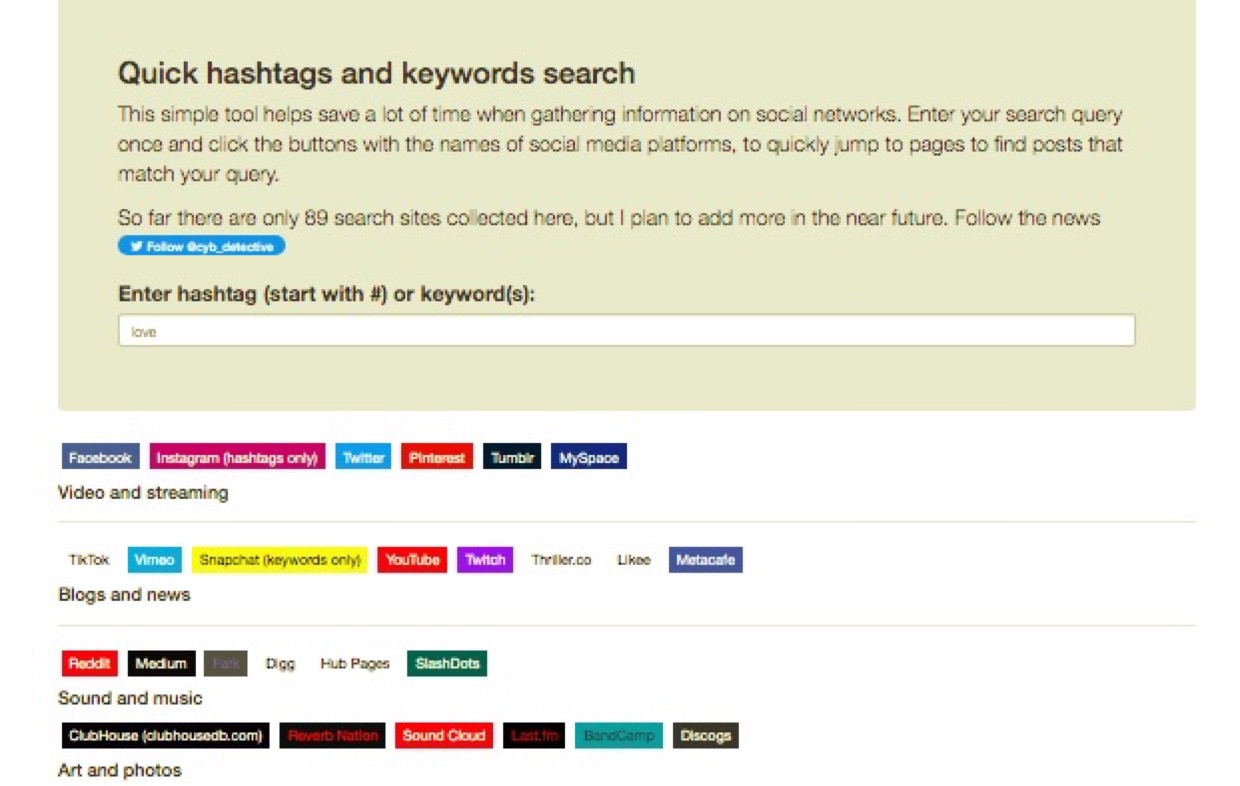 Quick hashtags and keywords search
This simple tool helps save a lot of time when gathering information on social networks. Enter your search query
once and click the buttons with the names of social media platforms, to quickly jump to pages to find posts that
match your query.
So far there are only 89 search sites collected here, but I plan to add more in the near future. Follow the news
Follow @cyb_detective
Enter hashtag (start with #) or keyword(s):
love
Facebook Instagram (hashtags only) Twitter Pinterest Tumblr MySpace
Video and streaming
TikTok Vimeo Snapchat (keywords only) YouTube Twitch Thriller.co Likee Metacafe
Blogs and news
Reddit Medium Fark Digg Hub Pages SlashDots
Sound and music
ClubHouse (clubhousedb.com) Reverb Nation Sound Cloud Last.fm BandCamp Discogs
Art and photos